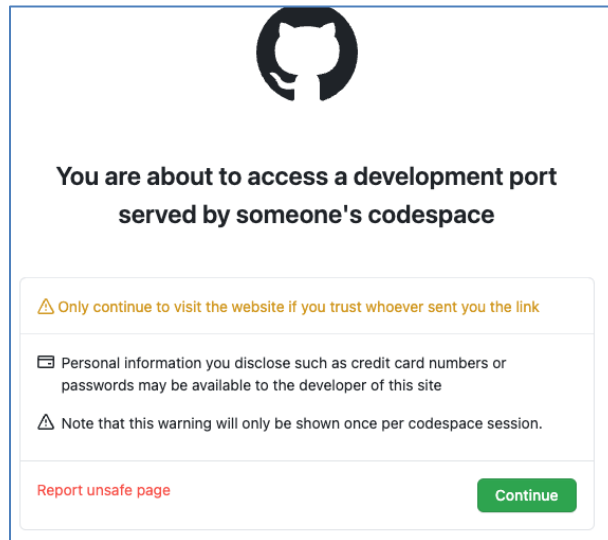 You are about to access a development port
served by someone's codespace
Only continue to visit the website if you trust whoever sent you the link
Personal information you disclose such as credit card numbers or
passwords may be available to the developer of this site
Note that this warning will only be shown once per codespace session.
Report unsafe page
Continue